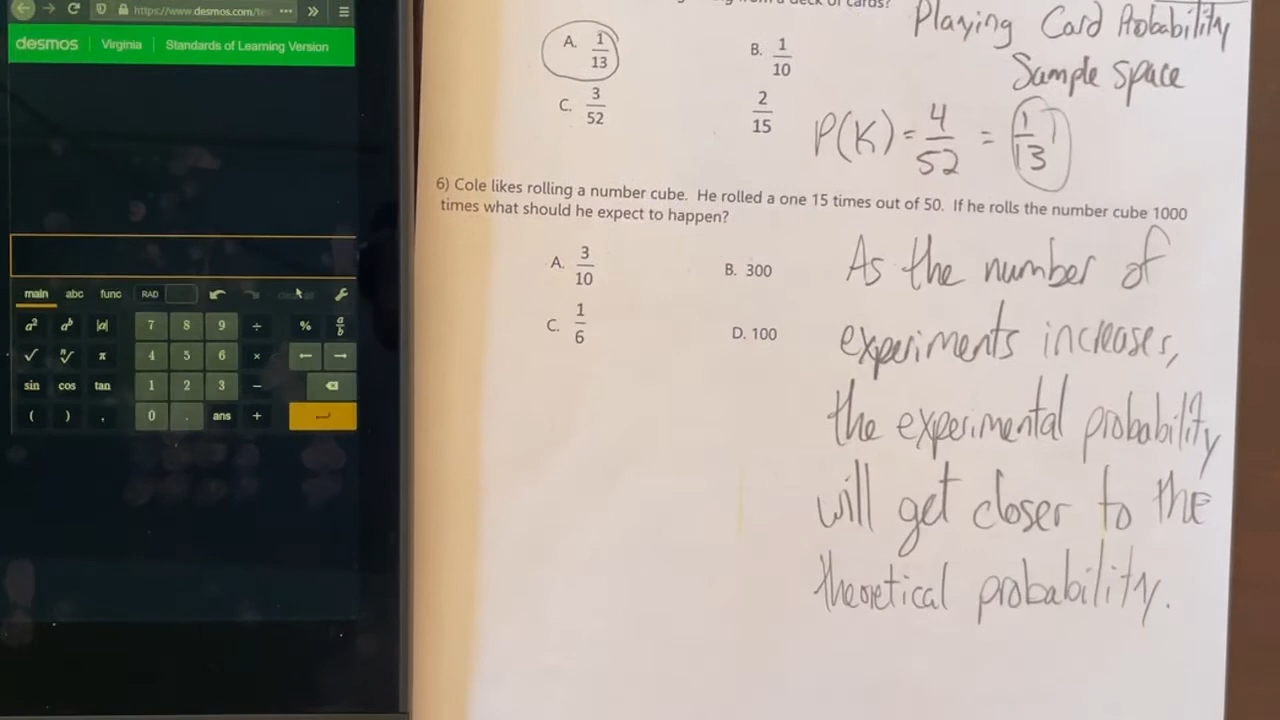 https://www.desmos.com/te
desmos Virginia Standards of Learning Version
main abc func RAD
a² aᵇ |a| 7 8 9 ÷ % a/b
√ ⁿ√ π 4 5 6 × ← →
sin cos tan 1 2 3 −
( ) , 0 . ans +
deck of cards?
A. 1/13 B. 1/10
C. 3/52 2/15
Playing Card Probability
Sample space
P(K) = 4/52 = 1/13
6) Cole likes rolling a number cube. He rolled a one 15 times out of 50. If he rolls the number cube 1000
times what should he expect to happen?
A. 3/10 B. 300
C. 1/6 D. 100
As the number of
experiments increases,
the experimental probability
will get closer to the
theoretical probability.